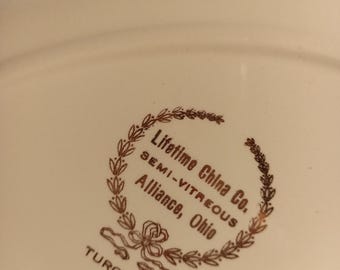 Lifetime China Co.
SEMI-VITREOUS
Alliance, Ohio